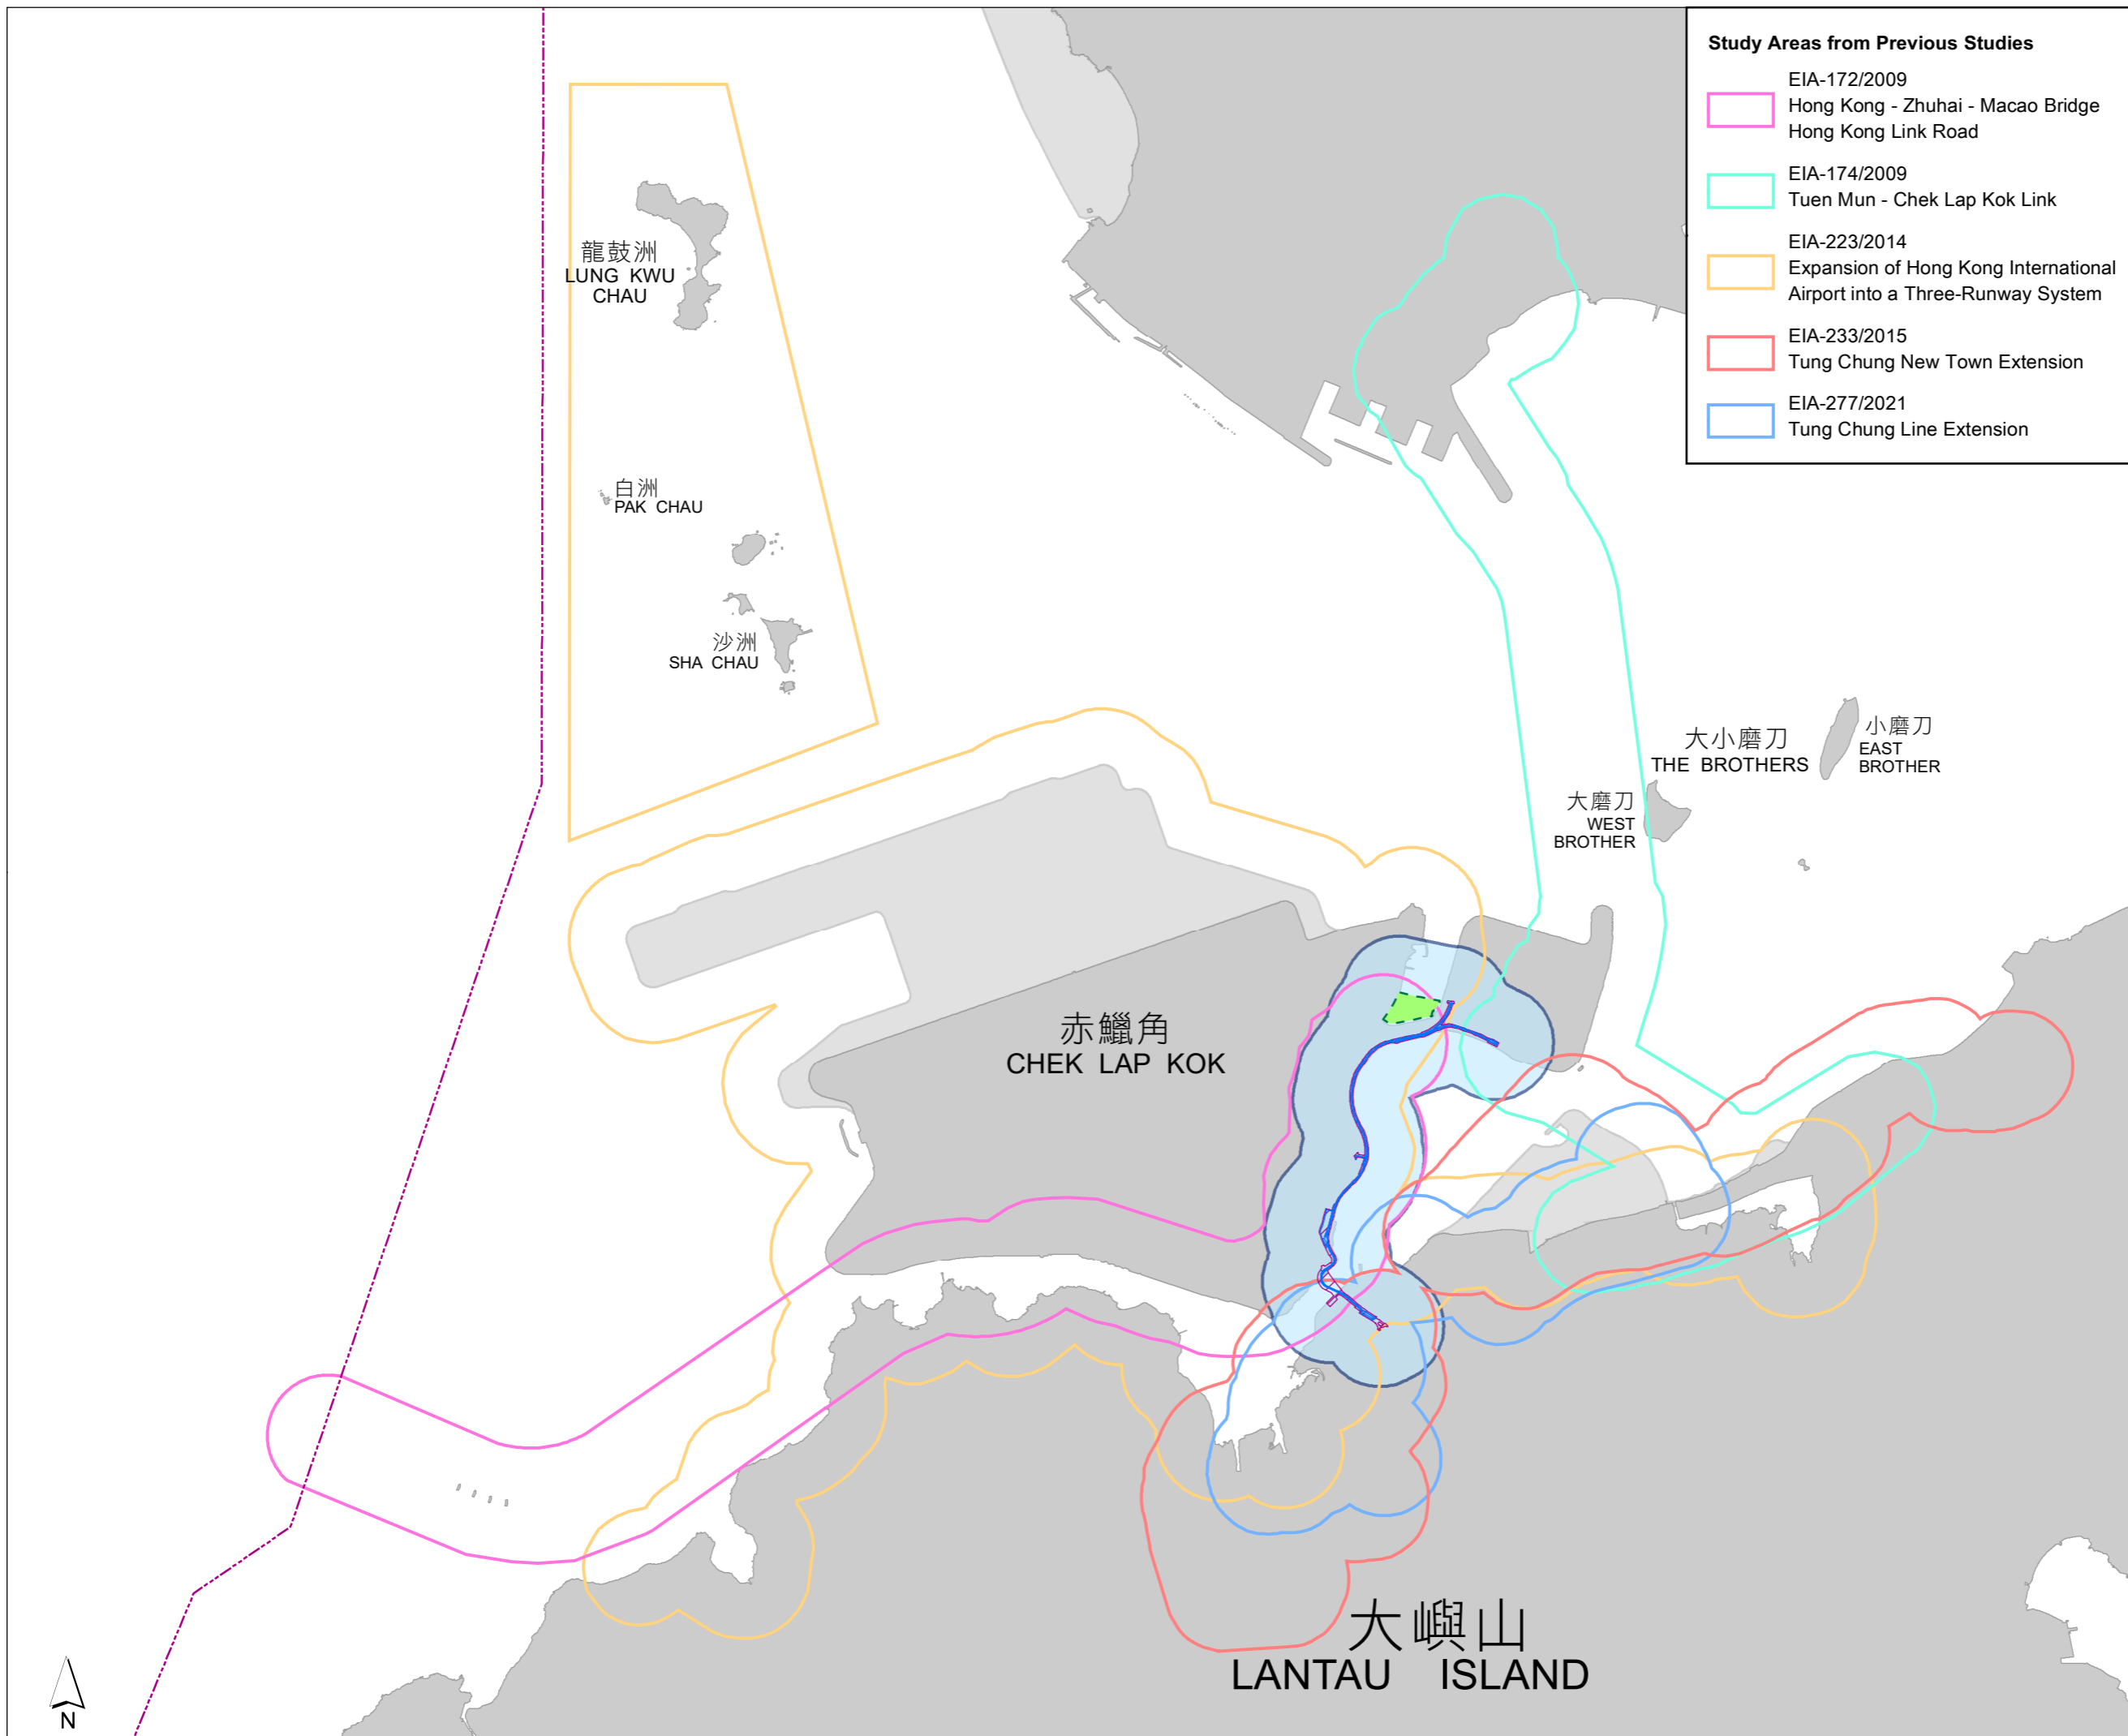 Study Areas from Previous Studies
EIA-172/2009
Hong Kong - Zhuhai - Macao Bridge
Hong Kong Link Road
EIA-174/2009
Tuen Mun - Chek Lap Kok Link
EIA-223/2014
Expansion of Hong Kong International
Airport into a Three-Runway System
EIA-233/2015
Tung Chung New Town Extension
EIA-277/2021
Tung Chung Line Extension
龍鼓洲
LUNG KWU
CHAU
白洲
PAK CHAU
沙洲
SHA CHAU
大小磨刀
THE BROTHERS
小磨刀
EAST
BROTHER
大磨刀
WEST
BROTHER
赤鱲角
CHEK LAP KOK
大嶼山
LANTAU ISLAND
N